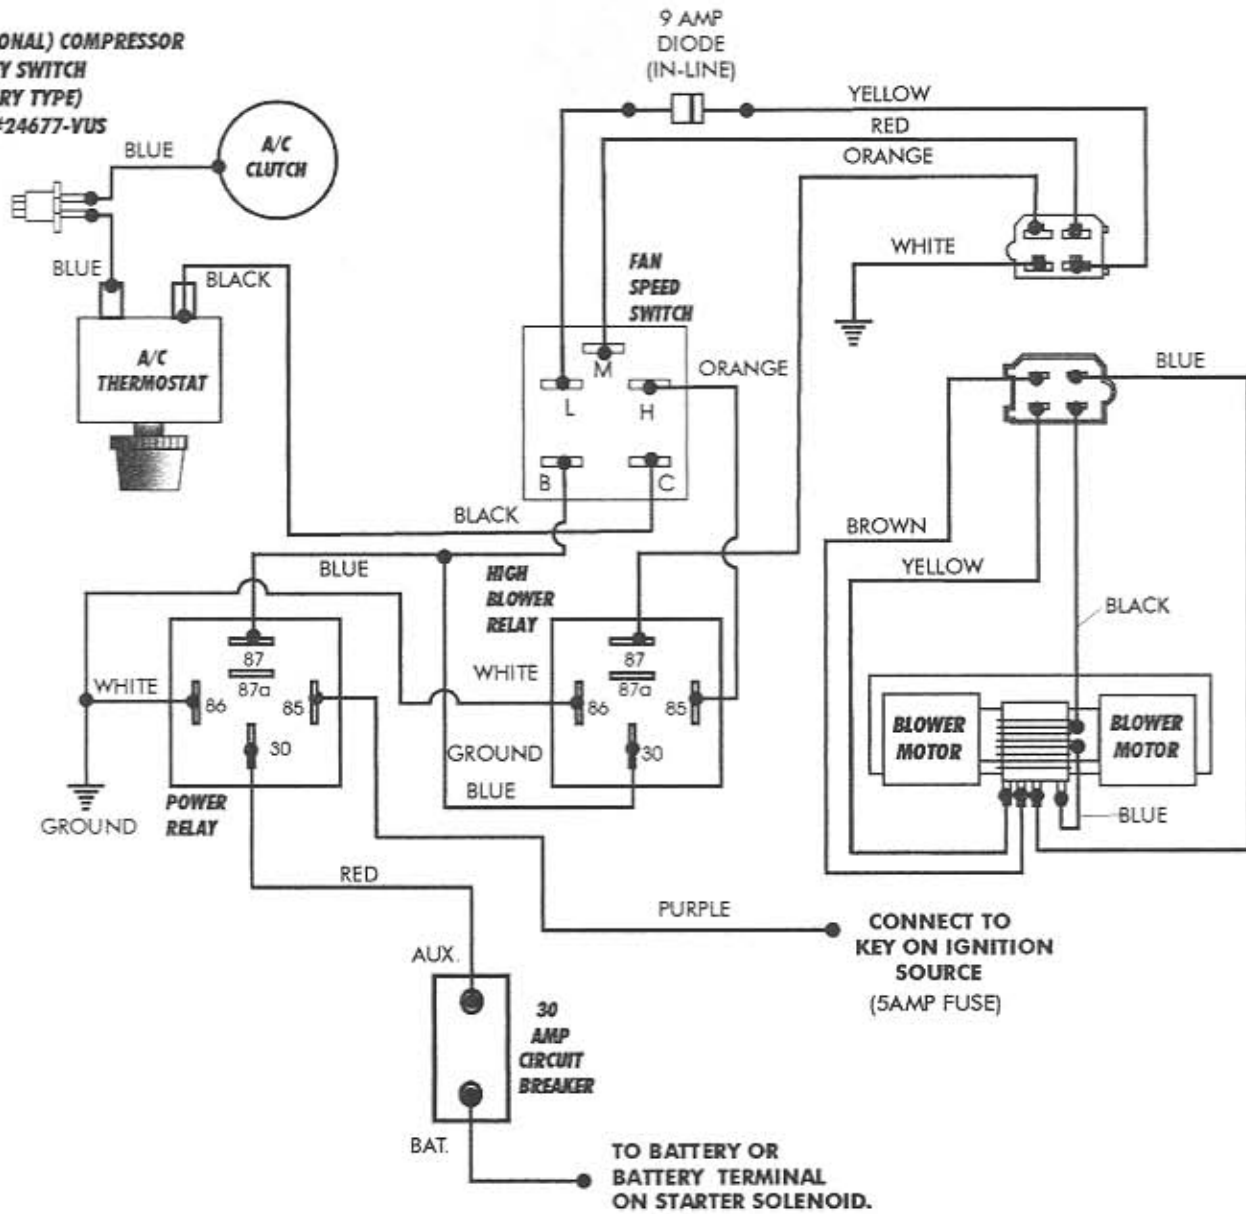 ONAL) COMPRESSOR
Y SWITCH
RY TYPE)
#24677-VUS
BLUE
A/C
CLUTCH
BLUE
BLACK
A/C
THERMOSTAT
9 AMP
DIODE
(IN-LINE)
YELLOW
RED
ORANGE
WHITE
FAN
SPEED
SWITCH
M
L
H
B
C
ORANGE
BLACK
BLUE
HIGH
BLOWER
RELAY
BLUE
BROWN
YELLOW
BLACK
WHITE
87
87a
86
85
30
POWER
RELAY
GROUND
WHITE
87
87a
86
85
30
GROUND
BLUE
BLOWER
MOTOR
BLOWER
MOTOR
BLUE
RED
PURPLE
CONNECT TO
KEY ON IGNITION
SOURCE
(5AMP FUSE)
AUX.
30
AMP
CIRCUIT
BREAKER
BAT.
TO BATTERY OR
BATTERY TERMINAL
ON STARTER SOLENOID.